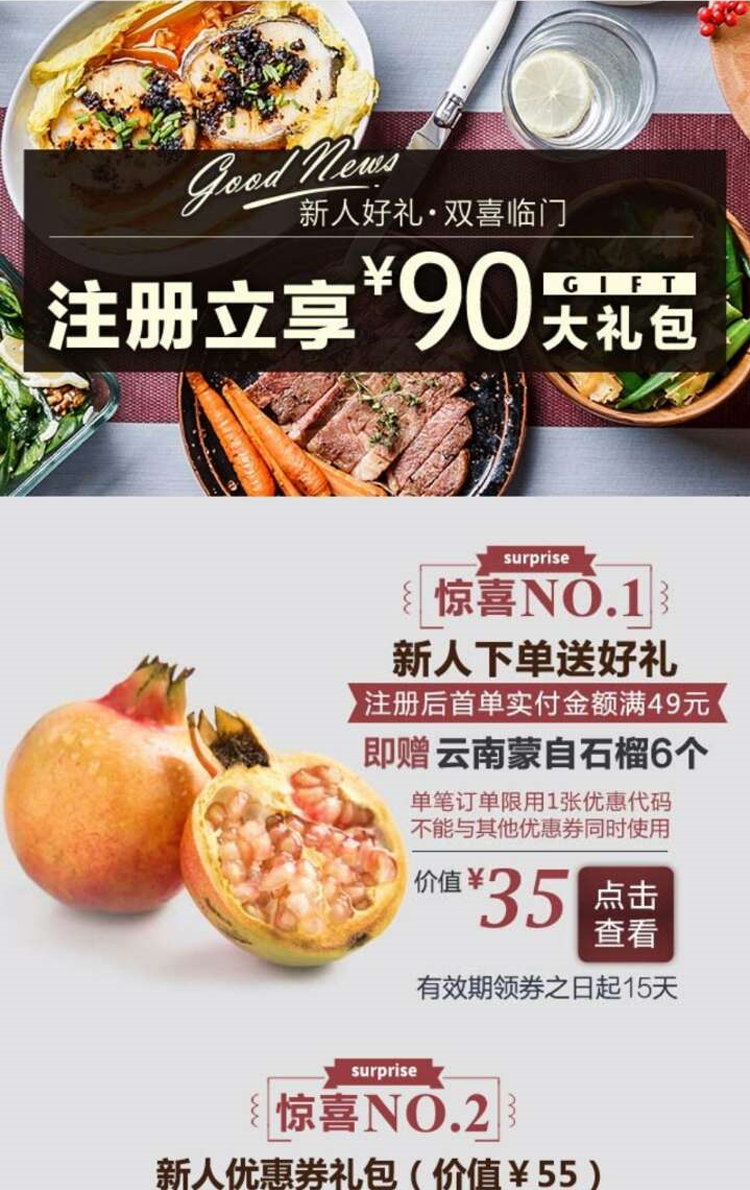 Good News
新人好礼·双喜临门
注册立享¥90 GIFT 大礼包
surprise
惊喜NO.1
新人下单送好礼
注册后首单实付金额满49元
即赠 云南蒙自石榴6个
单笔订单限用1张优惠代码
不能与其他优惠券同时使用
价值¥35 点击
查看
有效期领券之日起15天
surprise
惊喜NO.2
新人优惠券礼包(价值¥55)